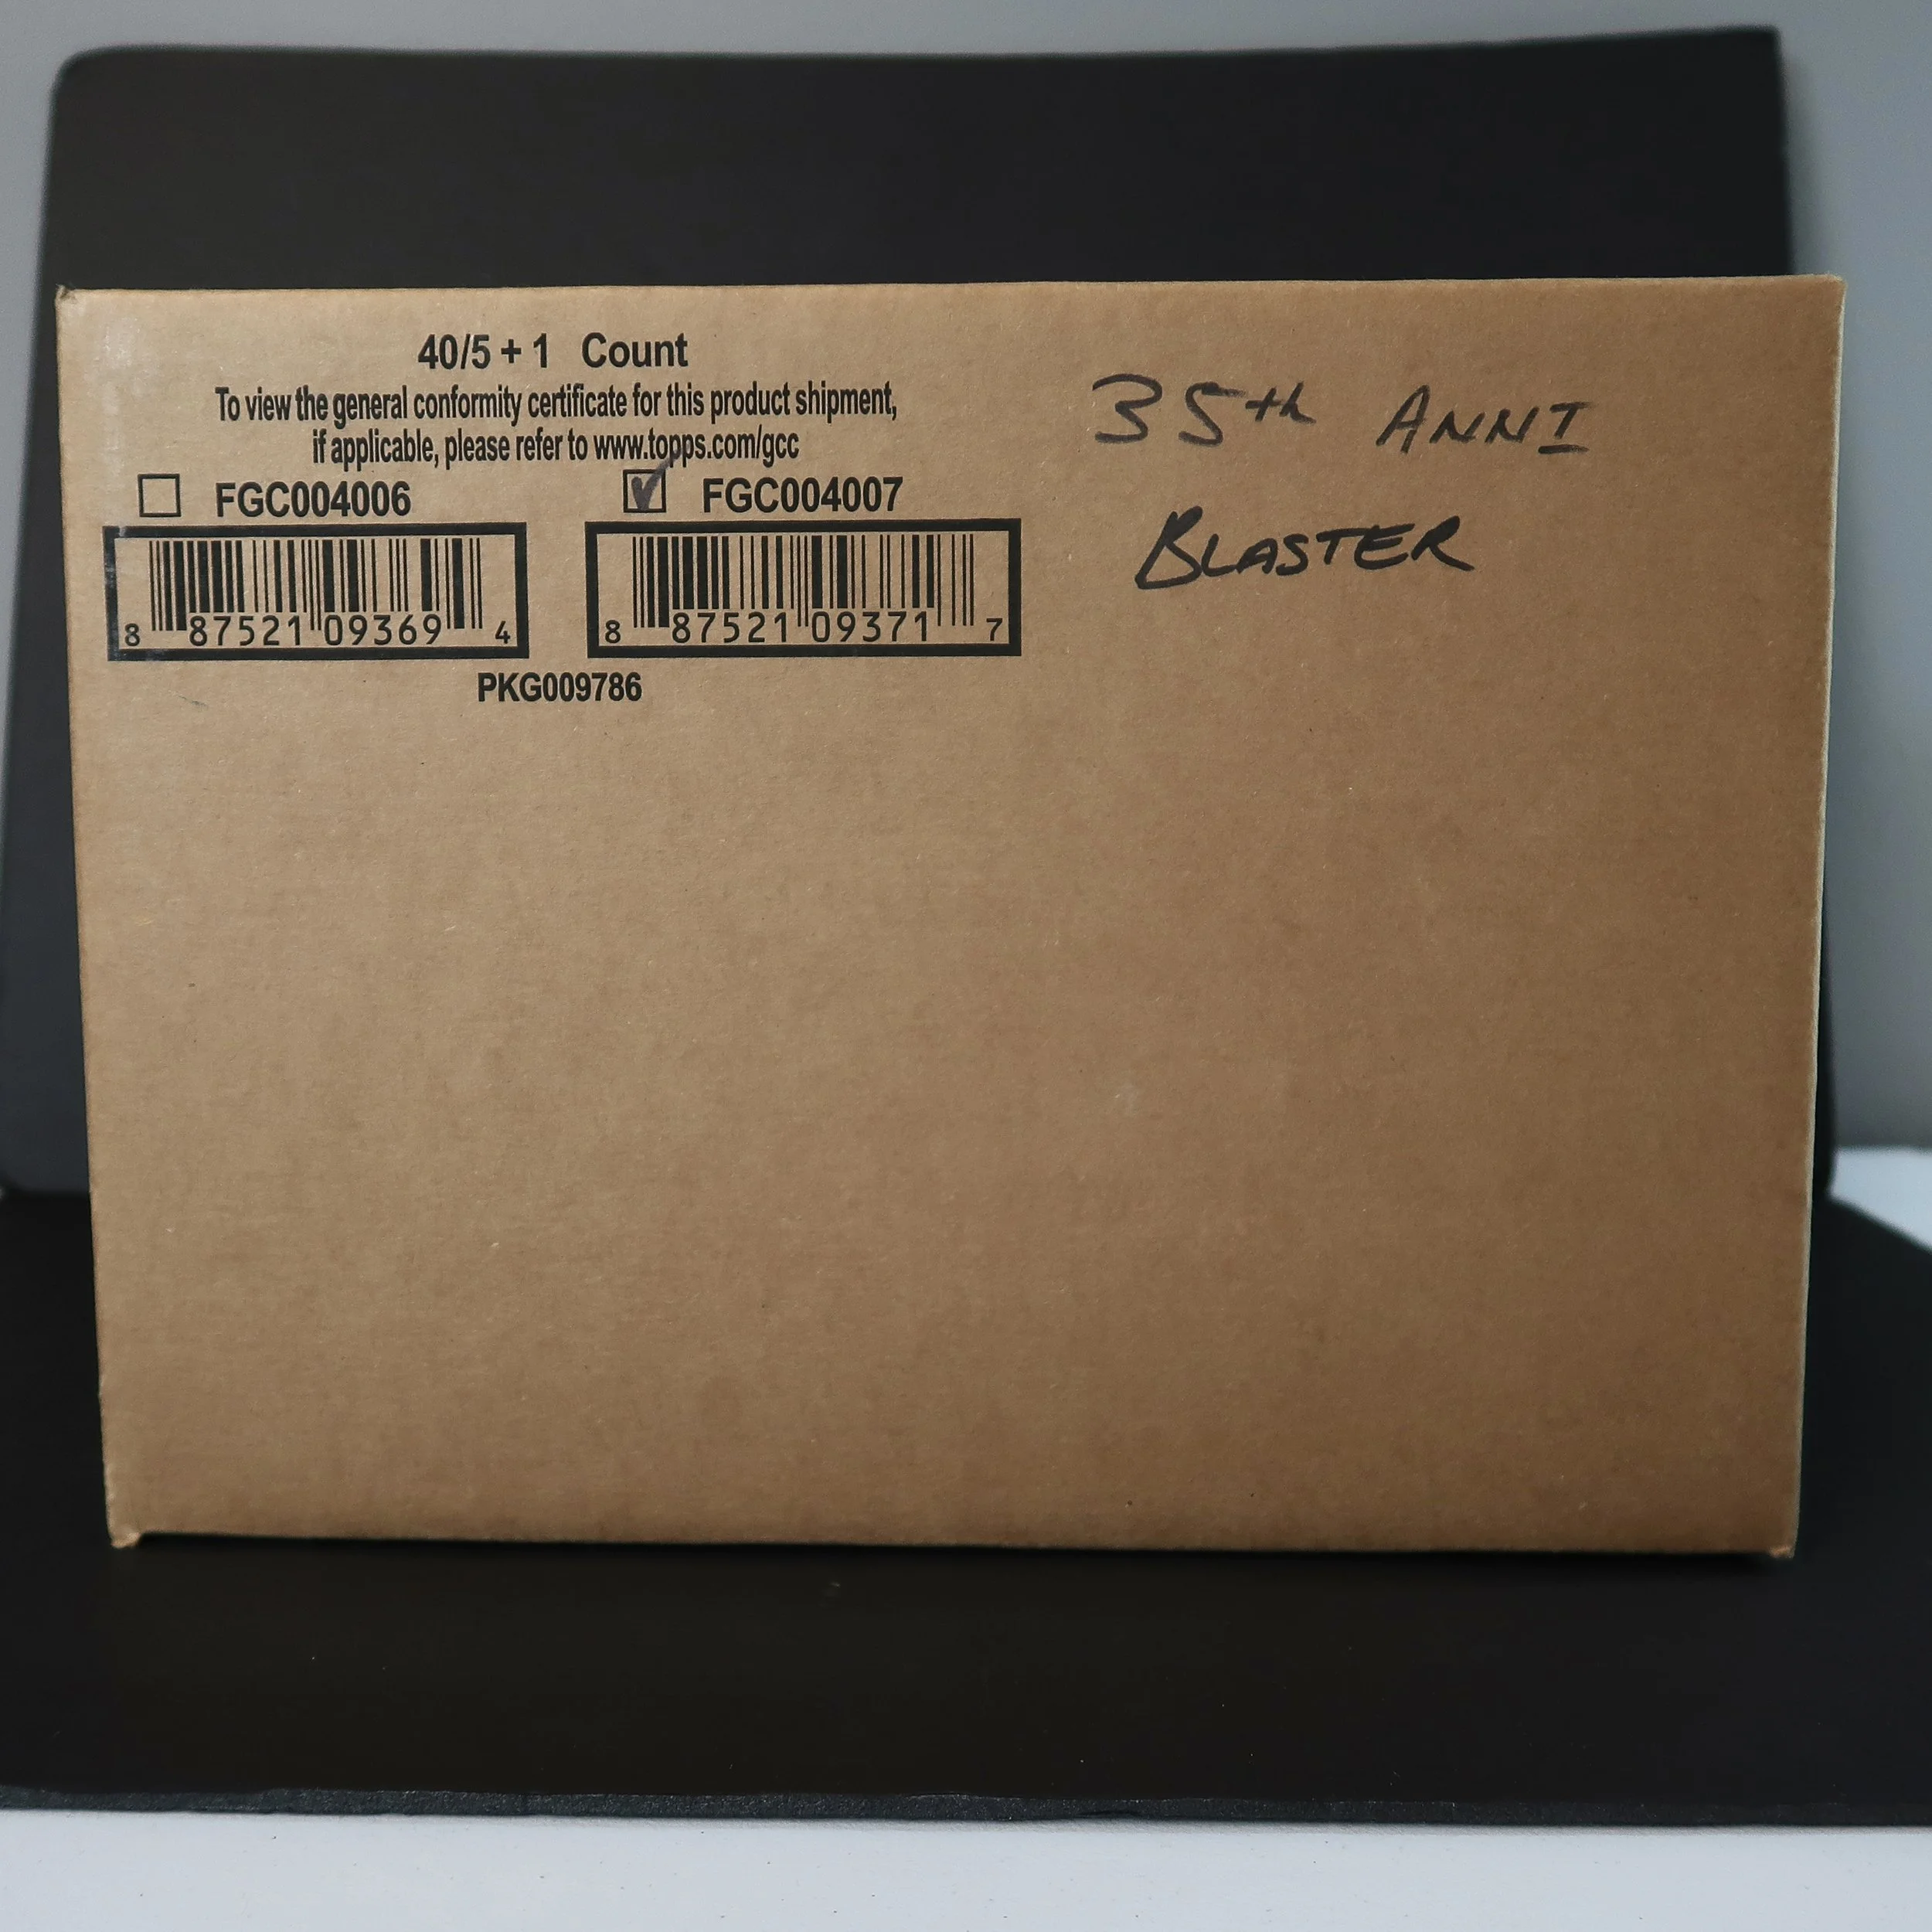 40/5 + 1 Count
To view the general conformity certificate for this product shipment,
if applicable, please refer to www.topps.com/gcc
FGC004006
FGC004007
8 87521 09369 4
8 87521 09371 7
PKG009786
35th ANNI
BLASTER